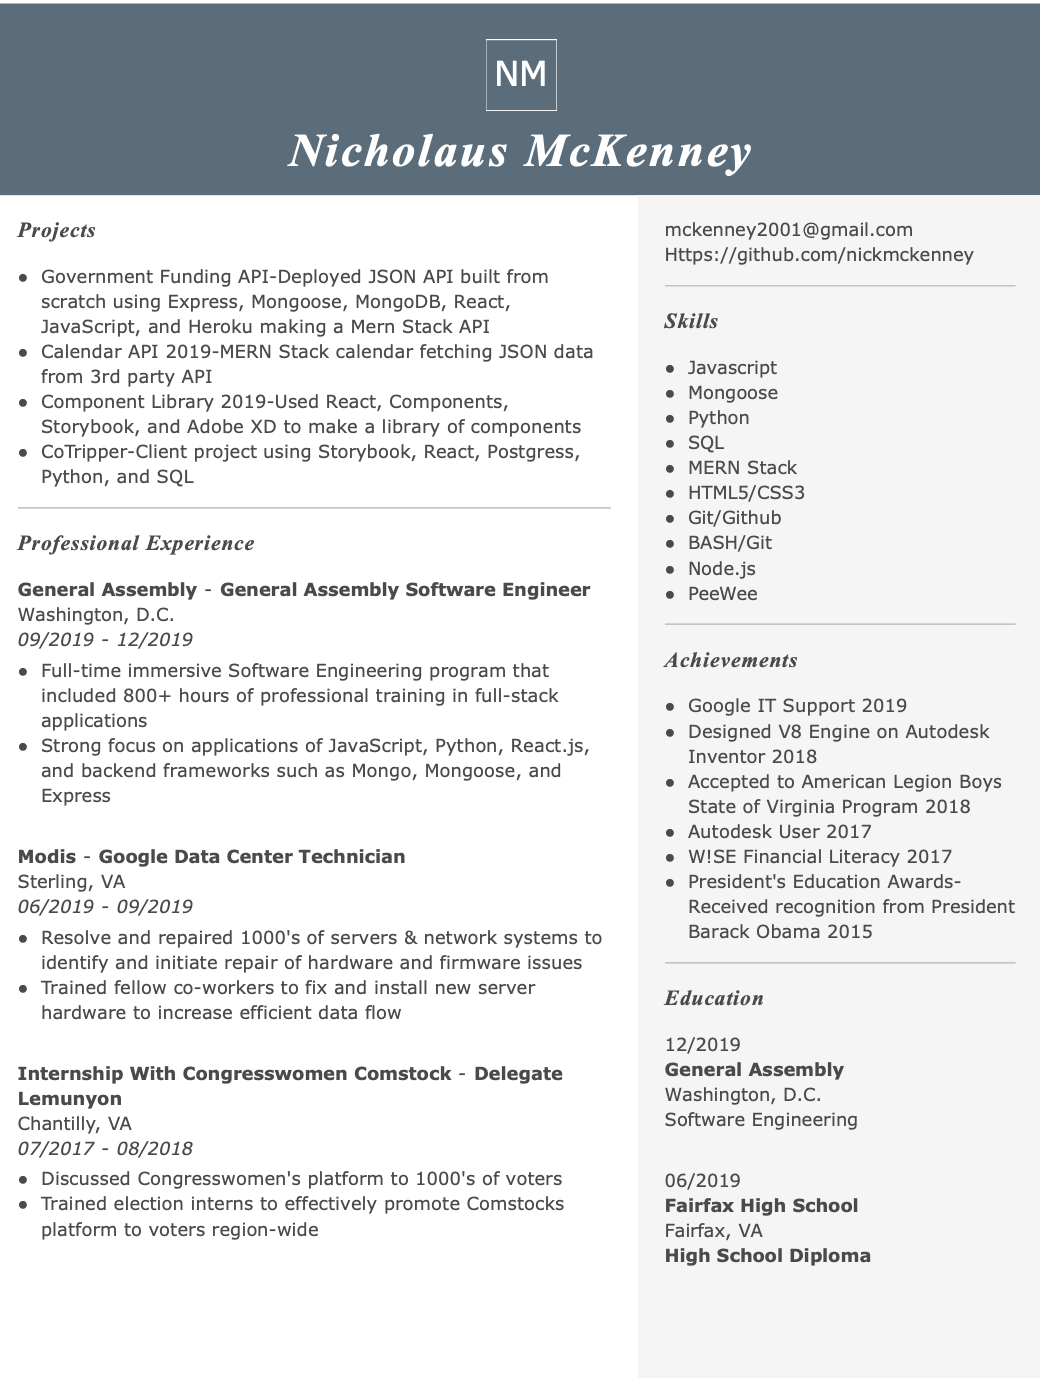 NM
Nicholaus McKenney
Projects
● Government Funding API-Deployed JSON API built from
scratch using Express, Mongoose, MongoDB, React,
JavaScript, and Heroku making a Mern Stack API
● Calendar API 2019-MERN Stack calendar fetching JSON data
from 3rd party API
● Component Library 2019-Used React, Components,
Storybook, and Adobe XD to make a library of components
● CoTripper-Client project using Storybook, React, Postgress,
Python, and SQL
Professional Experience
General Assembly - General Assembly Software Engineer
Washington, D.C.
09/2019 - 12/2019
● Full-time immersive Software Engineering program that
included 800+ hours of professional training in full-stack
applications
● Strong focus on applications of JavaScript, Python, React.js,
and backend frameworks such as Mongo, Mongoose, and
Express
Modis - Google Data Center Technician
Sterling, VA
06/2019 - 09/2019
● Resolve and repaired 1000's of servers & network systems to
identify and initiate repair of hardware and firmware issues
● Trained fellow co-workers to fix and install new server
hardware to increase efficient data flow
Internship With Congresswomen Comstock - Delegate
Lemunyon
Chantilly, VA
07/2017 - 08/2018
● Discussed Congresswomen's platform to 1000's of voters
● Trained election interns to effectively promote Comstocks
platform to voters region-wide
mckenney2001@gmail.com
Https://github.com/nickmckenney
Skills
● Javascript
● Mongoose
● Python
● SQL
● MERN Stack
● HTML5/CSS3
● Git/Github
● BASH/Git
● Node.js
● PeeWee
Achievements
● Google IT Support 2019
● Designed V8 Engine on Autodesk
Inventor 2018
● Accepted to American Legion Boys
State of Virginia Program 2018
● Autodesk User 2017
● W!SE Financial Literacy 2017
● President's Education Awards-
Received recognition from President
Barack Obama 2015
Education
12/2019
General Assembly
Washington, D.C.
Software Engineering
06/2019
Fairfax High School
Fairfax, VA
High School Diploma